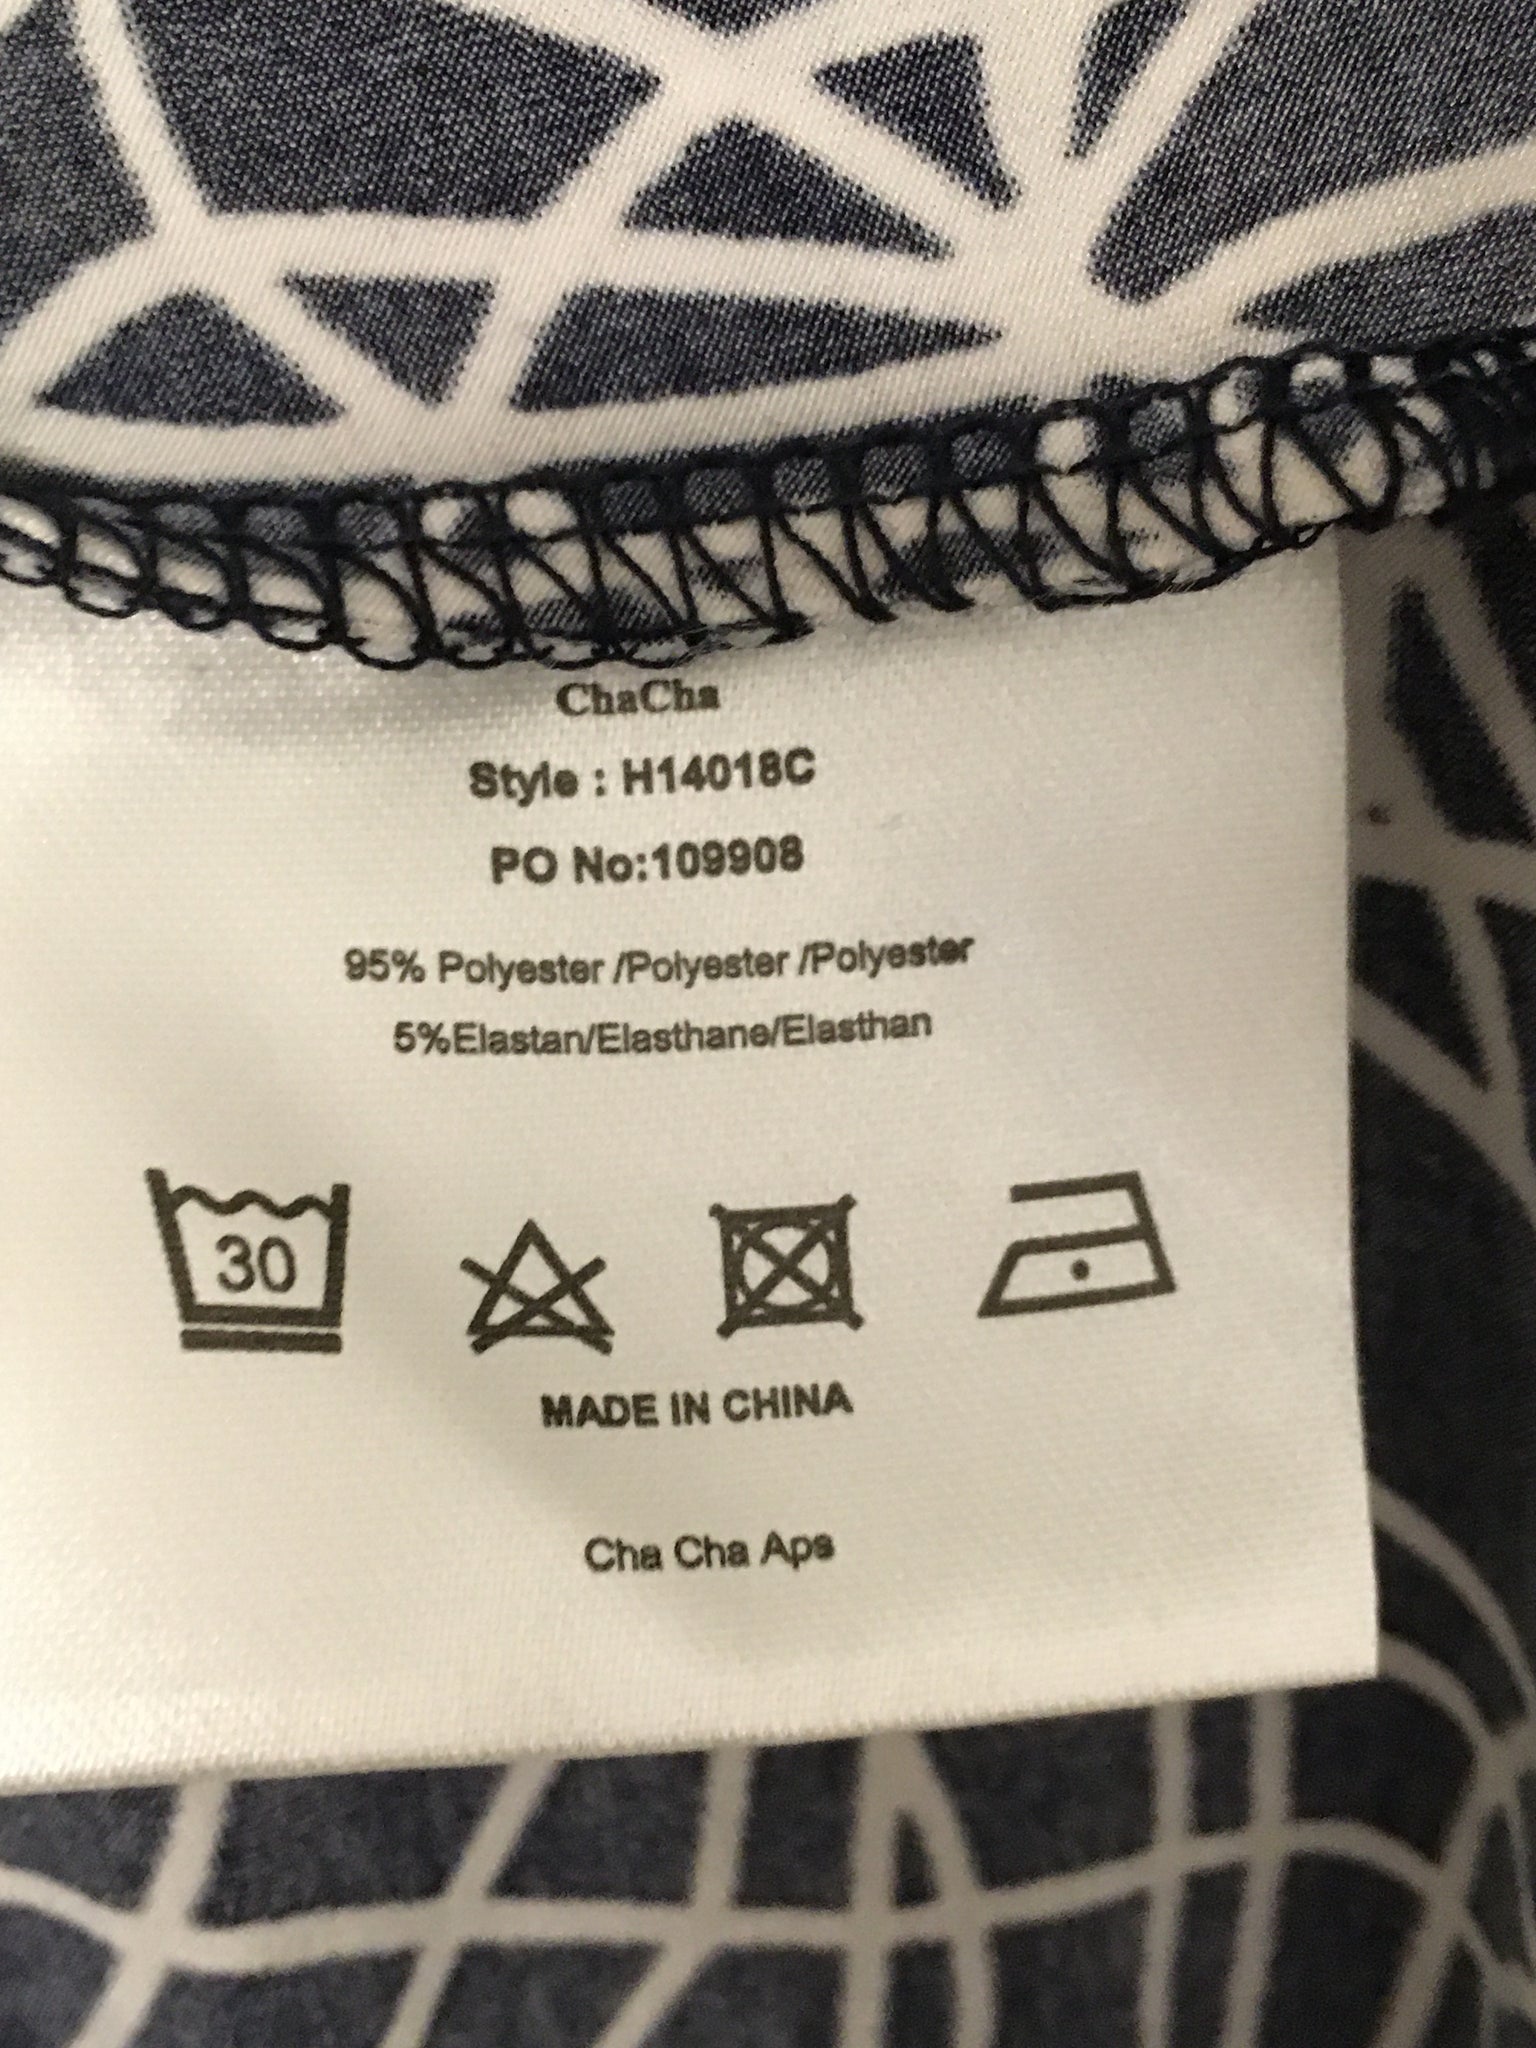 ChaCha
Style : H14018C
PO No:109908
95% Polyester /Polyester /Polyester
5%Elastan/Elasthane/Elasthan
30
MADE IN CHINA
Cha Cha Aps